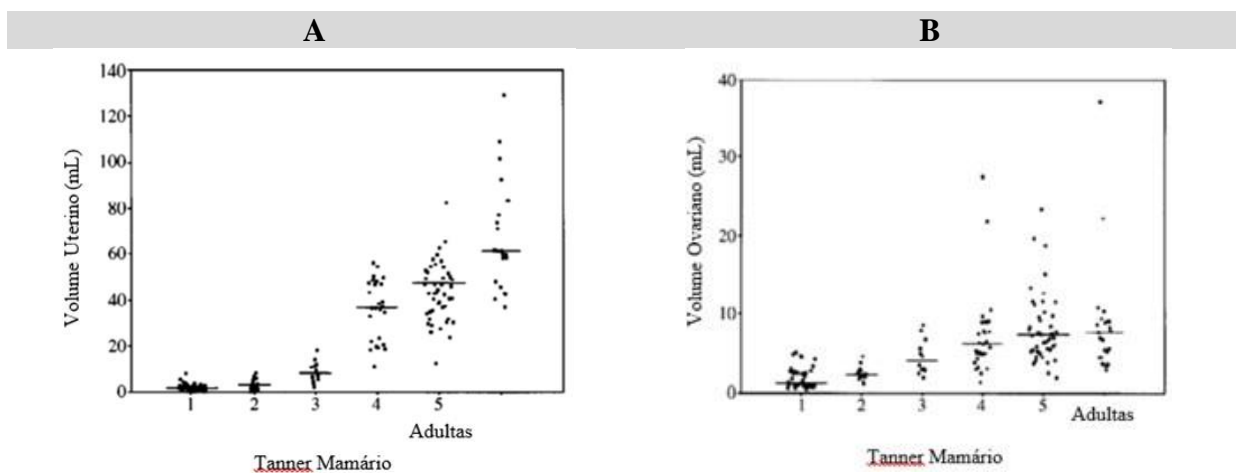 A
B
Volume Uterino (mL)
140
120
100
80
60
40
20
0
1 2 3 4 5
Adultas
Tanner Mamário
Volume Ovariano (mL)
40
30
20
10
0
1 2 3 4 5 Adultas
Tanner Mamário